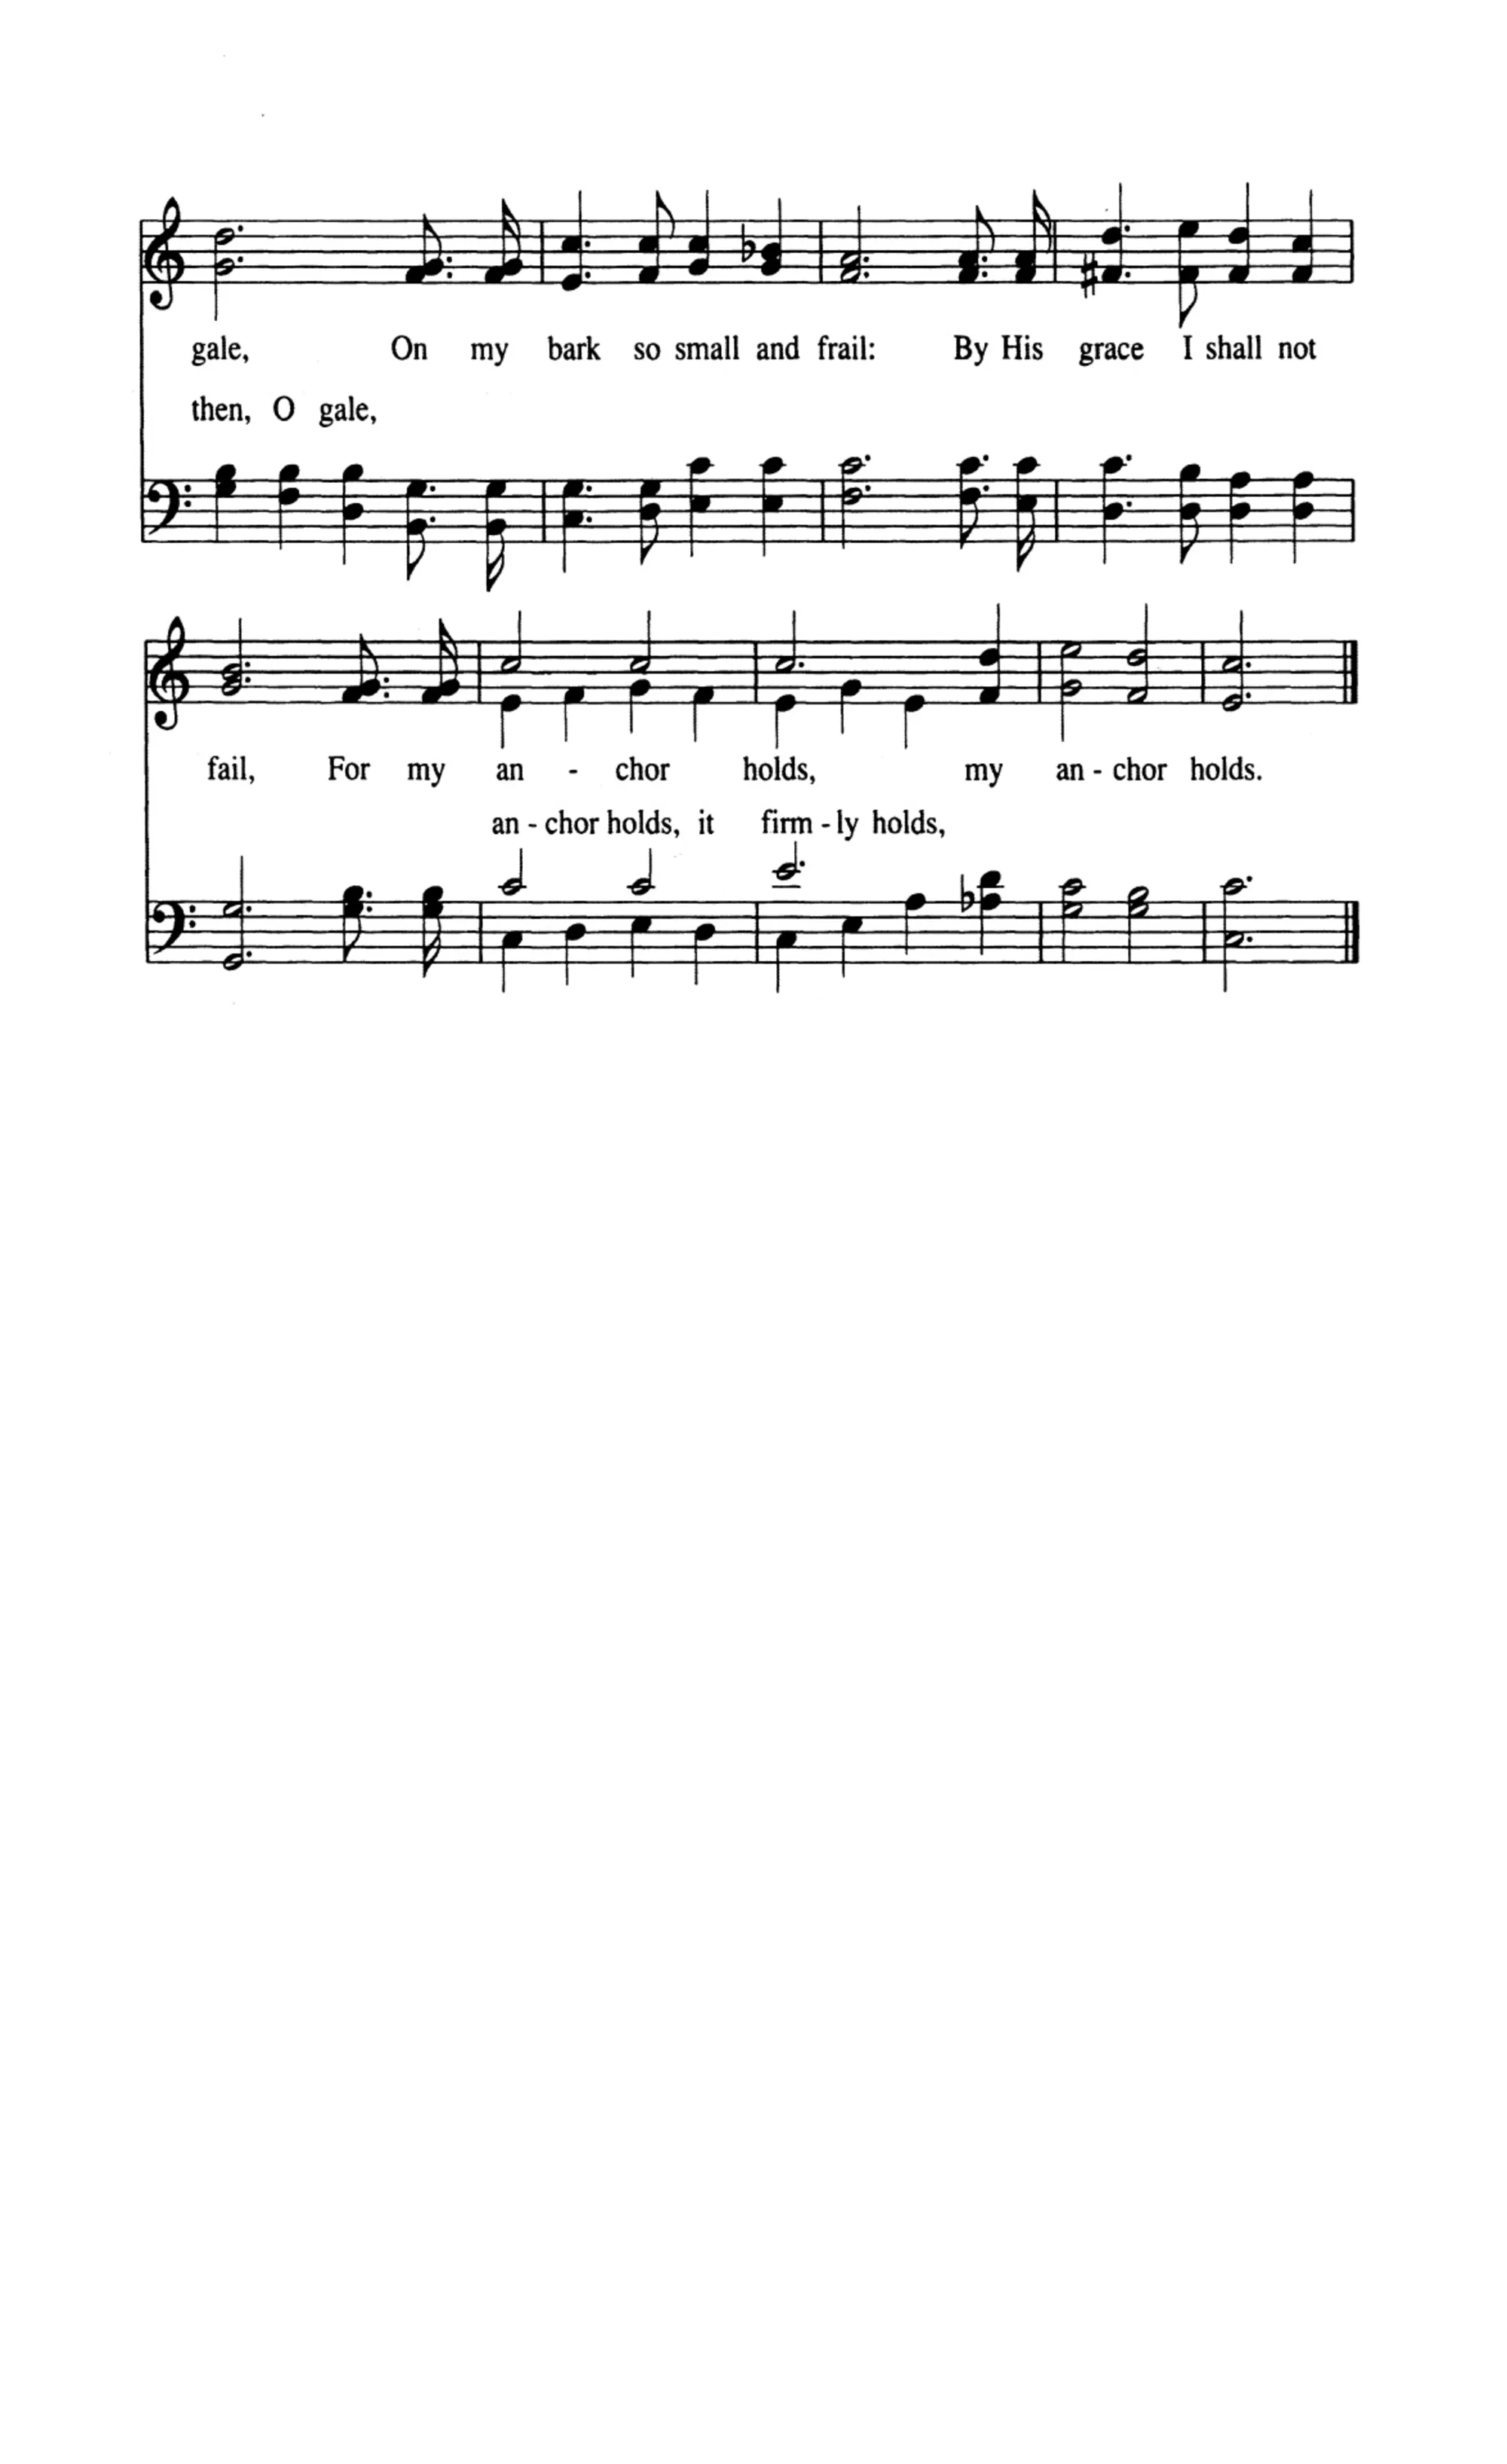 gale, On my bark so small and frail: By His grace I shall not
then, O gale,
fail, For my an - chor holds, my an - chor holds.
an - chor holds, it firm - ly holds,